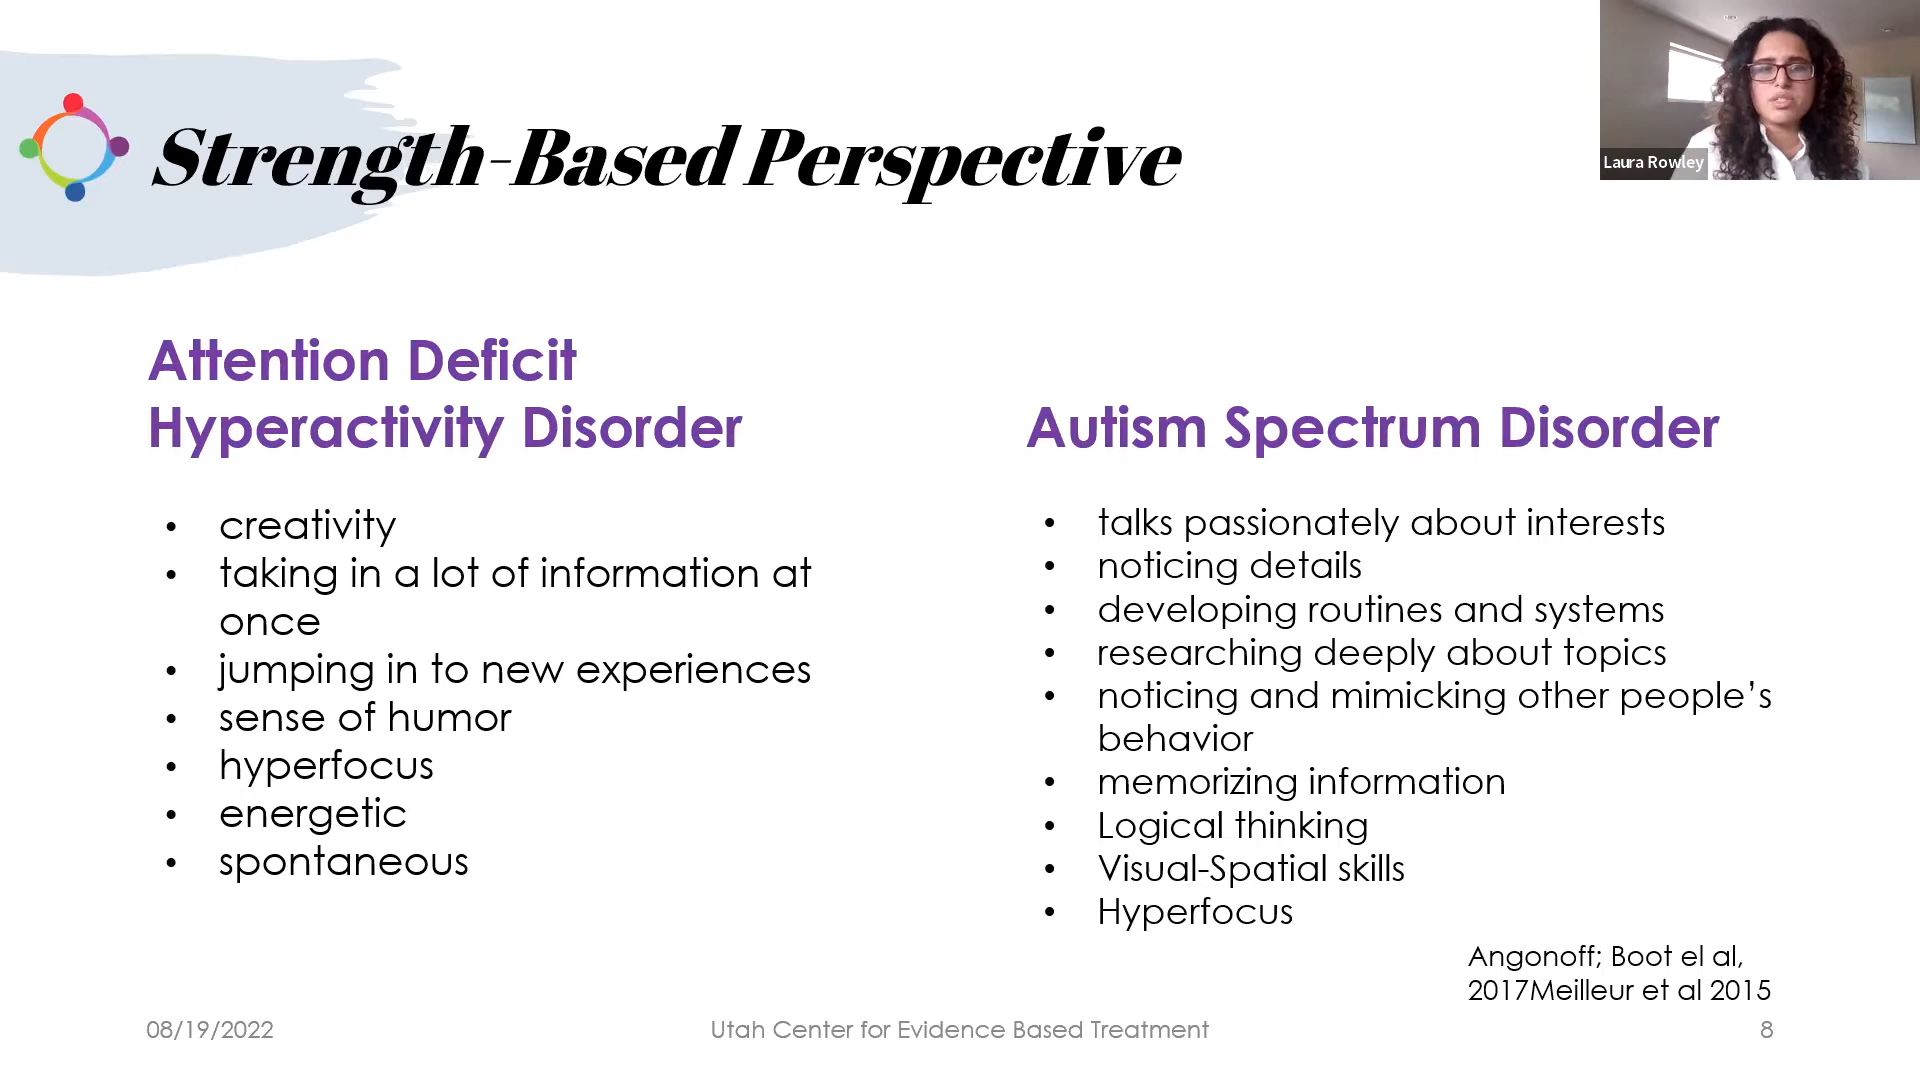 Strength-Based Perspective
Laura Rowley
Attention Deficit
Hyperactivity Disorder
• creativity
• taking in a lot of information at
once
• jumping in to new experiences
• sense of humor
• hyperfocus
• energetic
• spontaneous
Autism Spectrum Disorder
• talks passionately about interests
• noticing details
• developing routines and systems
• researching deeply about topics
• noticing and mimicking other people’s
behavior
• memorizing information
• Logical thinking
• Visual-Spatial skills
• Hyperfocus
Angonoff; Boot el al,
2017Meilleur et al 2015
08/19/2022
Utah Center for Evidence Based Treatment
8